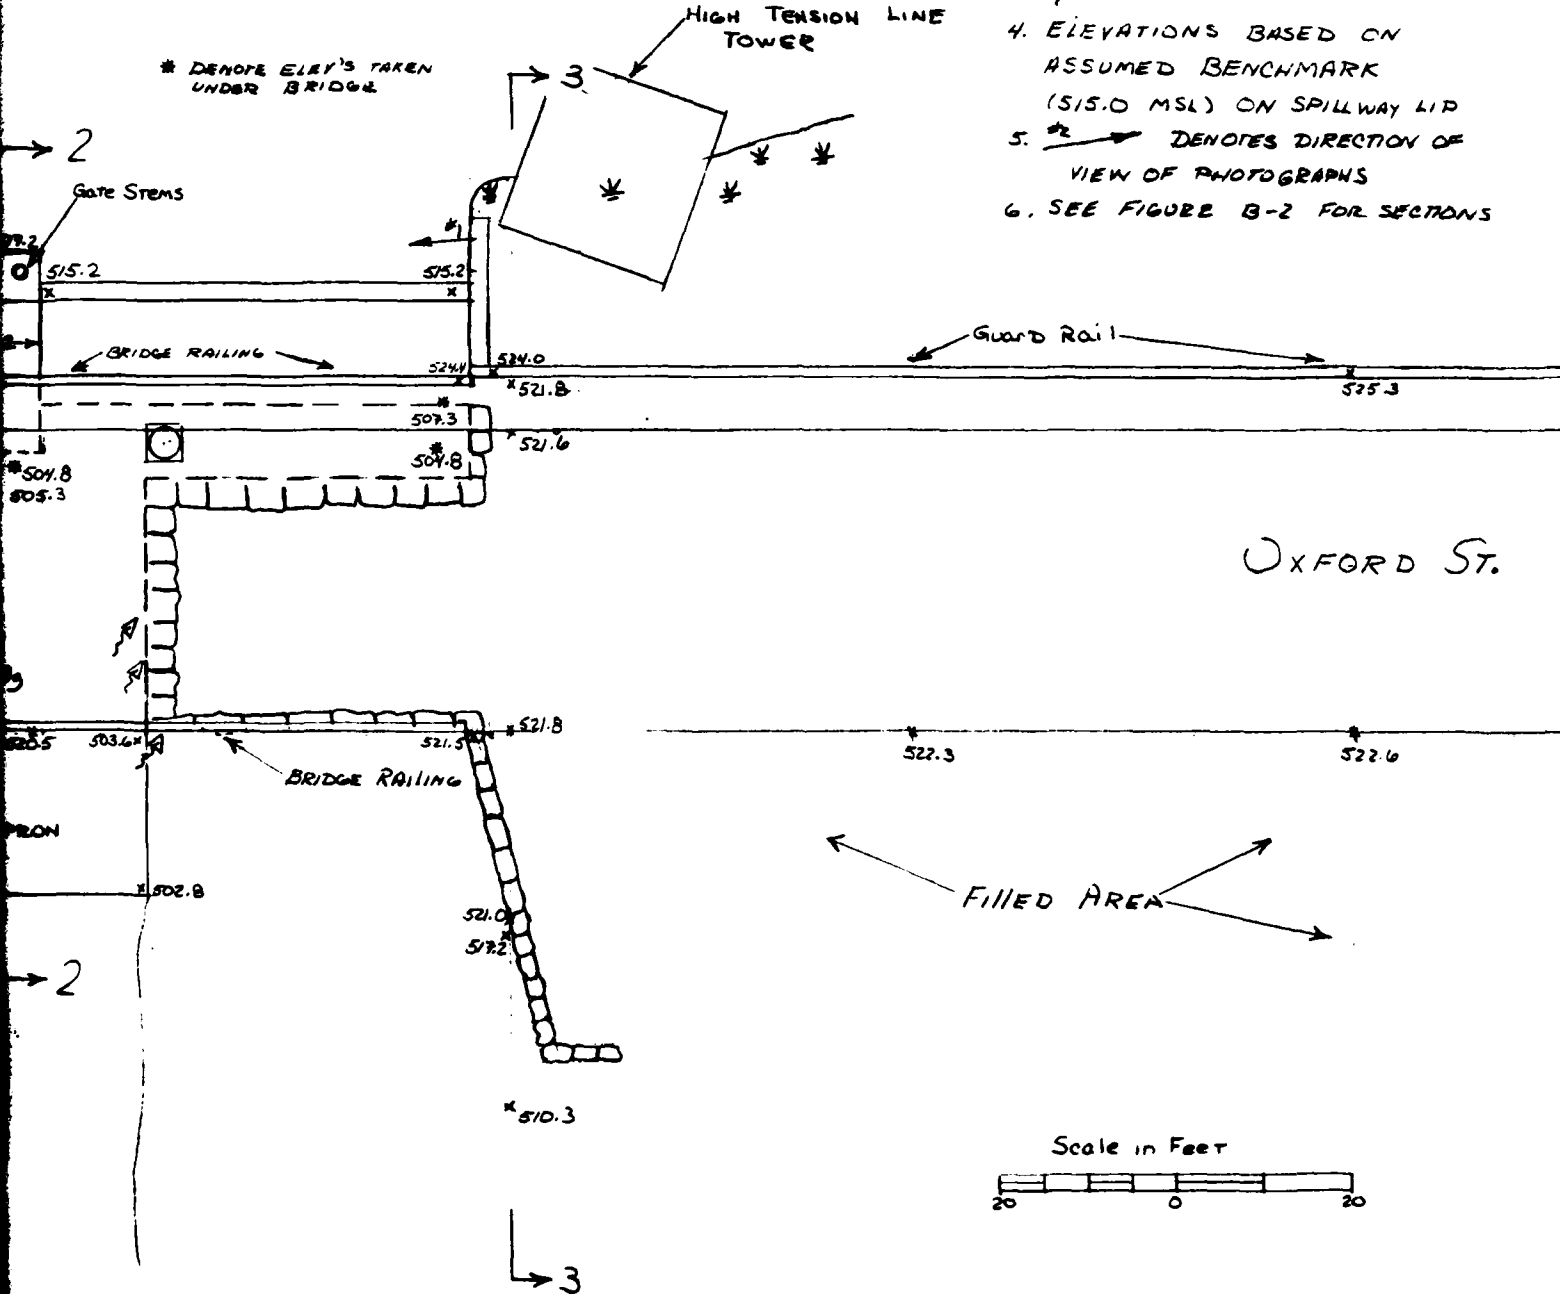 HIGH TENSION LINE
TOWER
* DENOTE ELEV'S TAKEN
UNDER BRIDGE
4. ELEVATIONS BASED ON
ASSUMED BENCHMARK
(515.0 MSL) ON SPILLWAY LIP
5. #2 DENOTES DIRECTION OF
VIEW OF PHOTOGRAPHS
6. SEE FIGURE B-2 FOR SECTIONS
3
2
Gate Stems
#1
515.2
515.2
BRIDGE RAILING
Guard Rail
524.4
524.0
521.8
525.3
507.3
521.6
*504.8
504.8
505.3
OXFORD ST.
520.5
503.6
521.5
521.8
522.3
522.6
BRIDGE RAILING
502.8
FILLED AREA
521.0
517.2
2
510.3
Scale in Feet
20 0 20
3